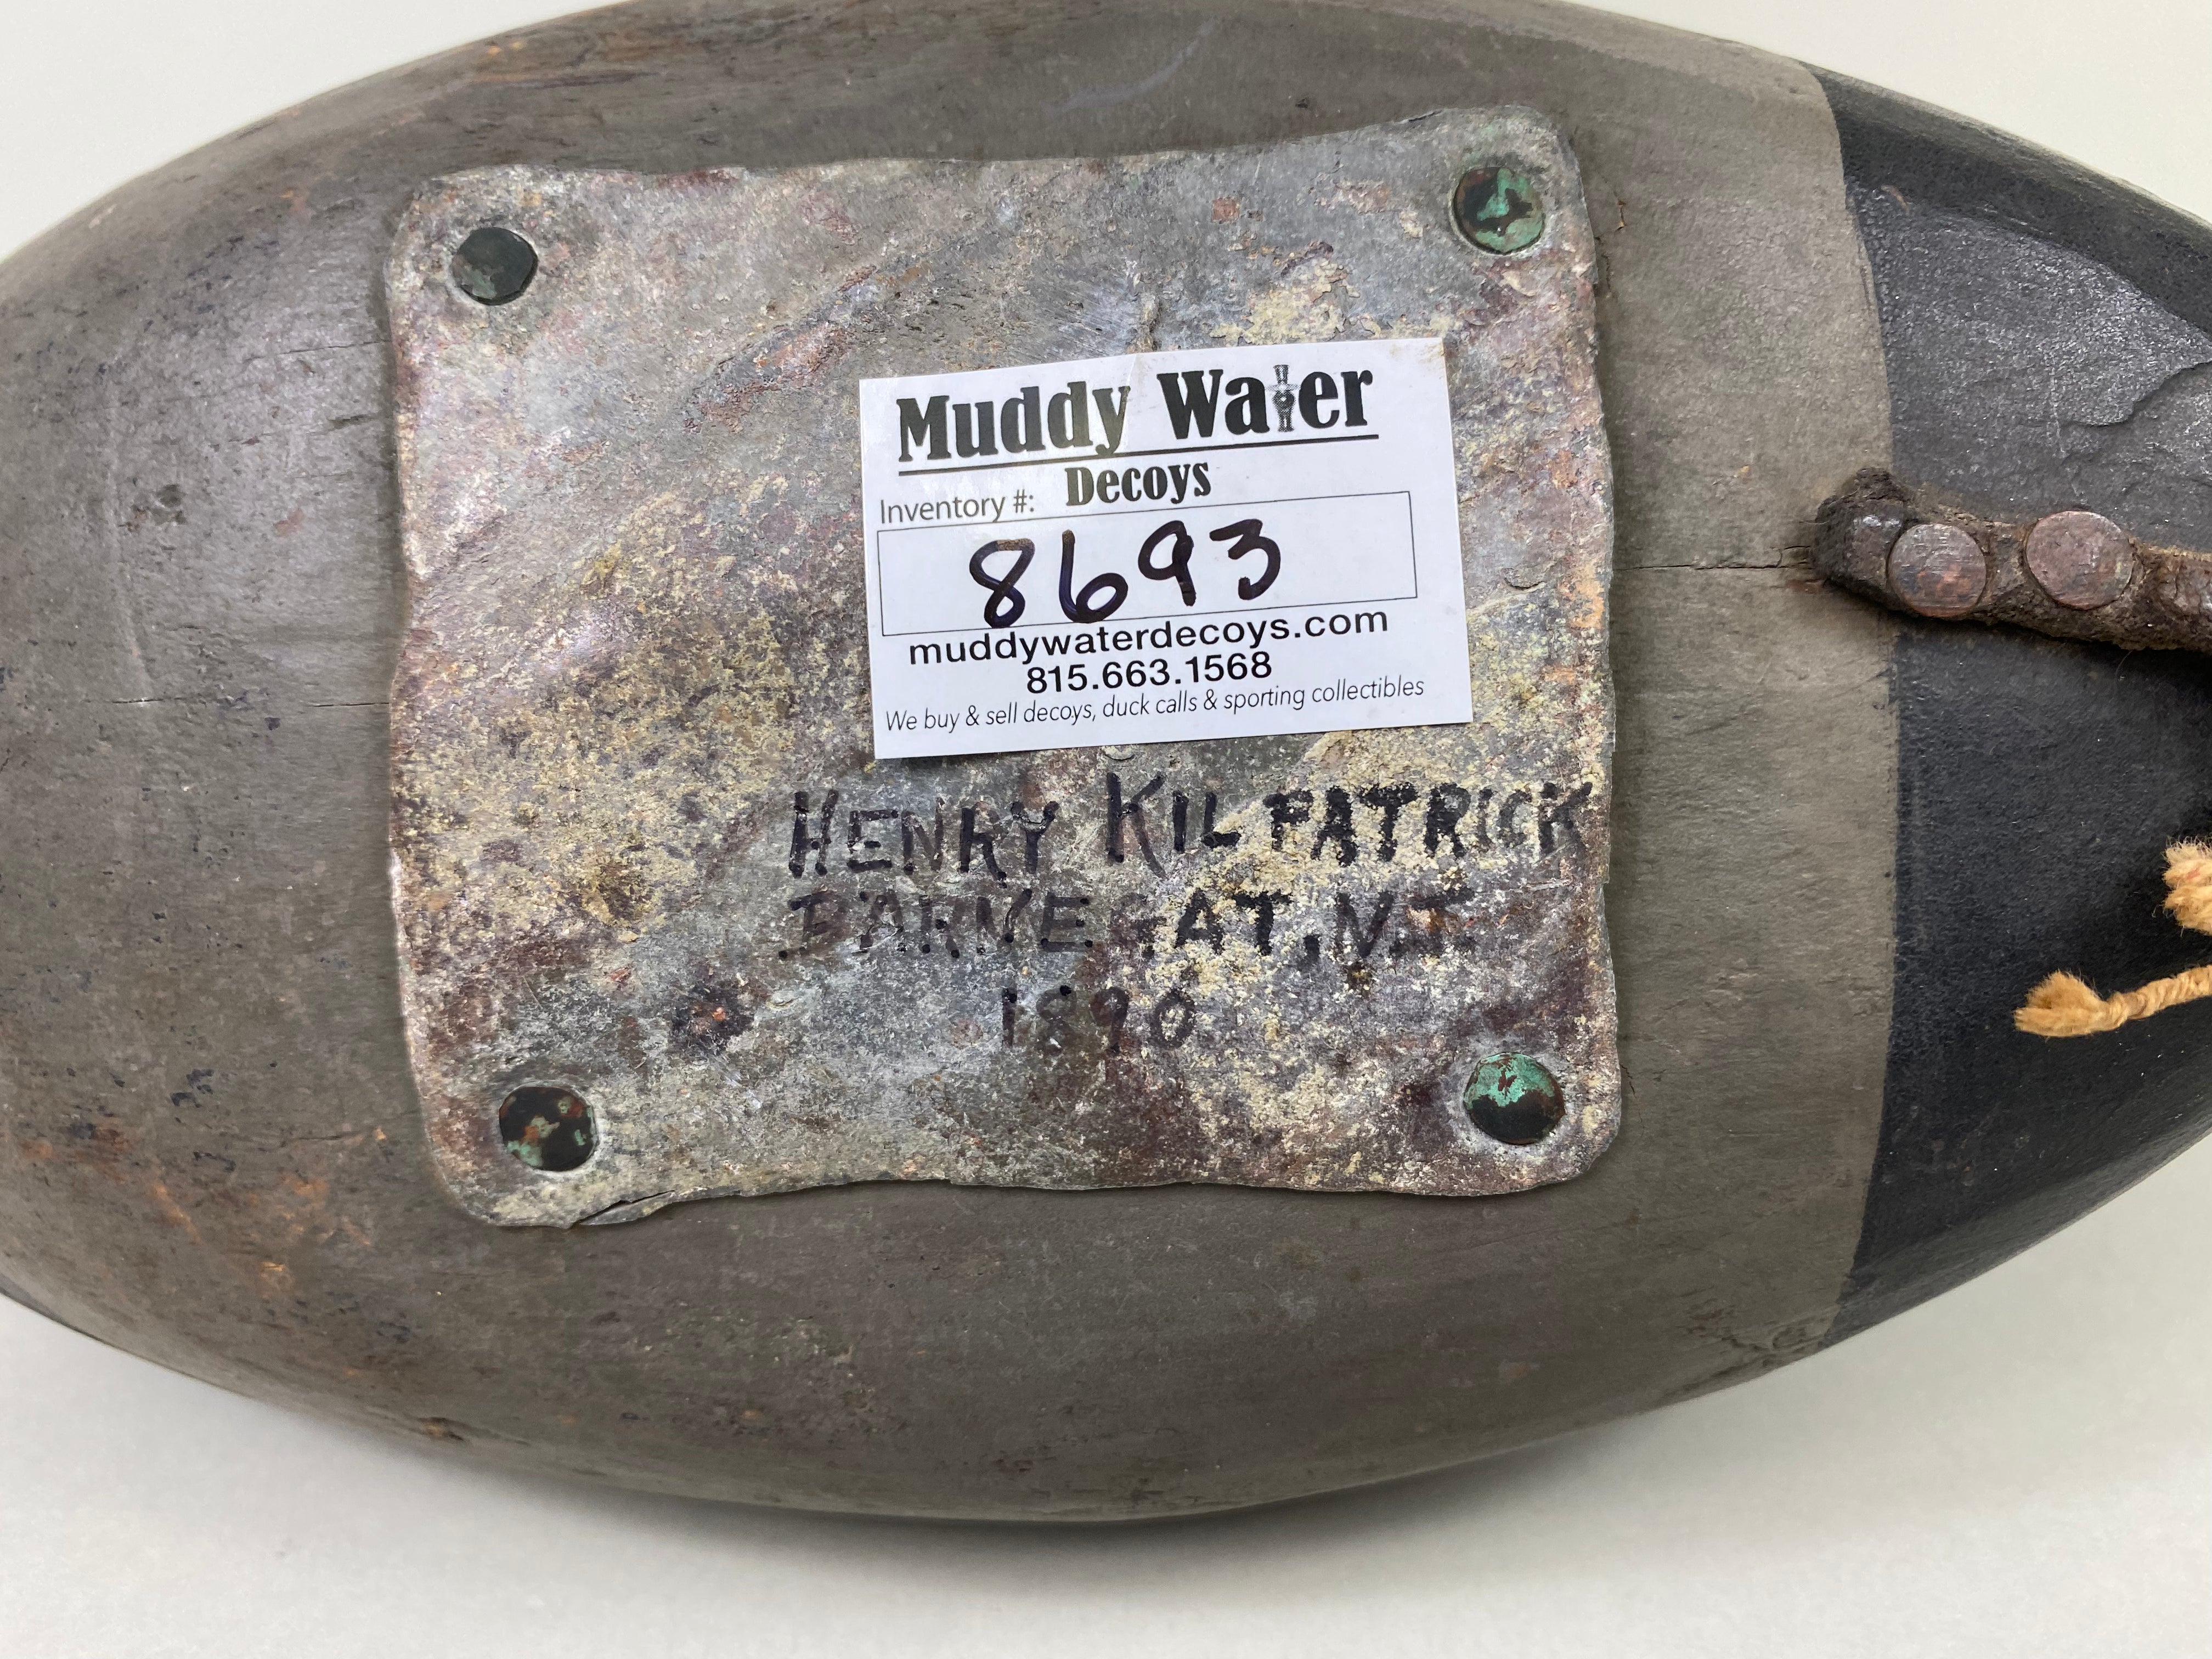 Muddy Water
Decoys
Inventory #:
8693
muddywaterdecoys.com
815.663.1568
We buy & sell decoys, duck calls & sporting collectibles
HENRY KILPATRICK
BARNEGAT, N.J.
1890